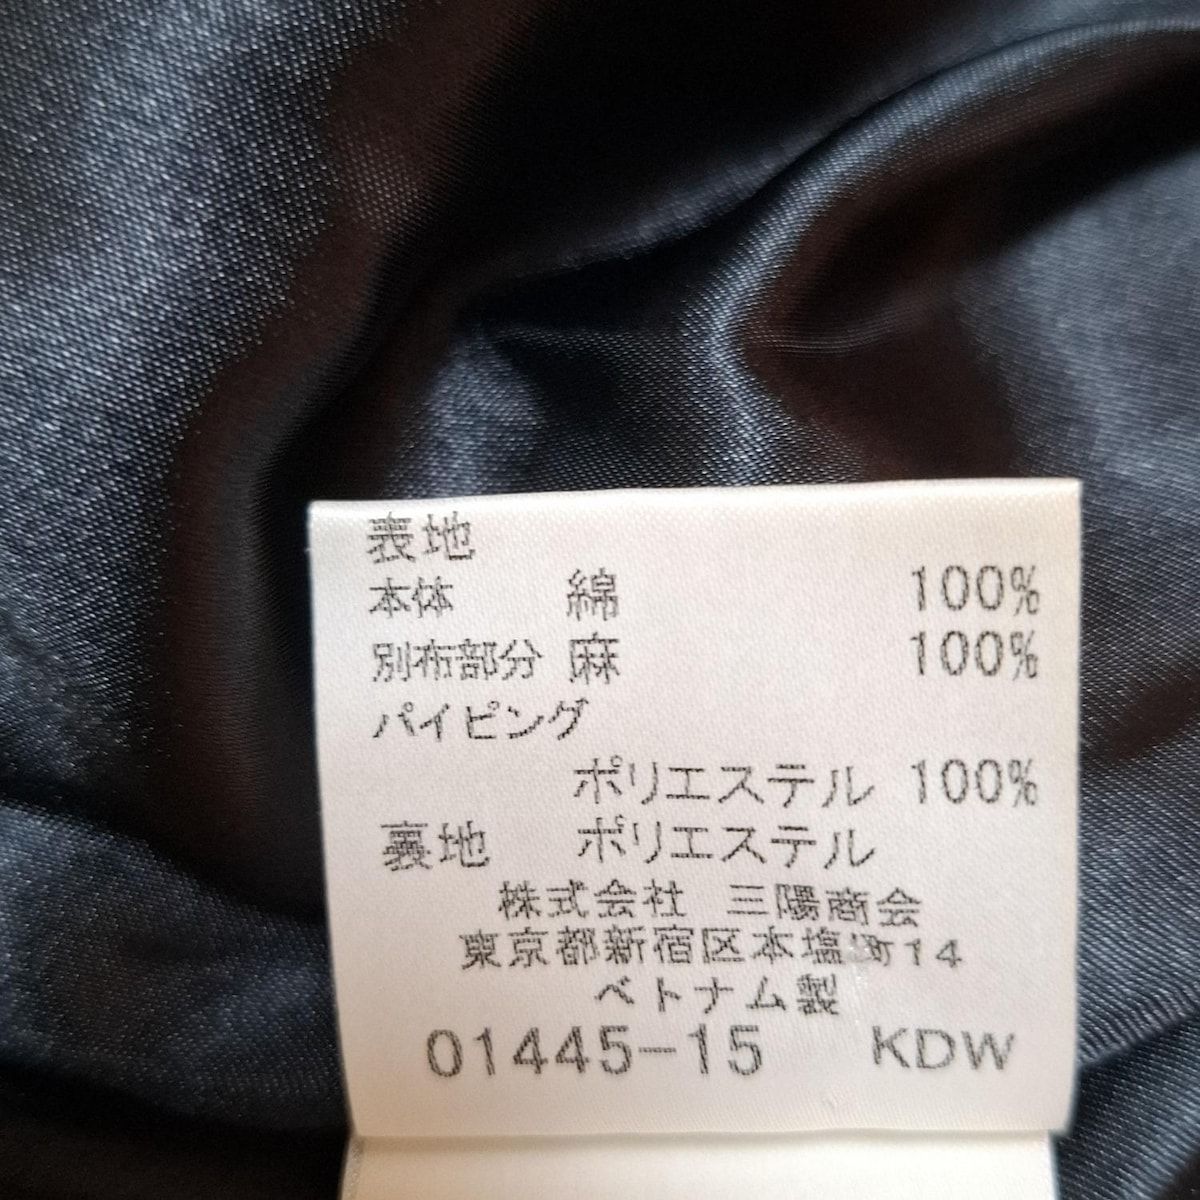 表地
本体 綿 100%
別布部分 麻 100%
パイピング
ポリエステル 100%
裏地 ポリエステル
株式会社 三陽商会
東京都新宿区本塩町14
ベトナム製
01445-15 KDW